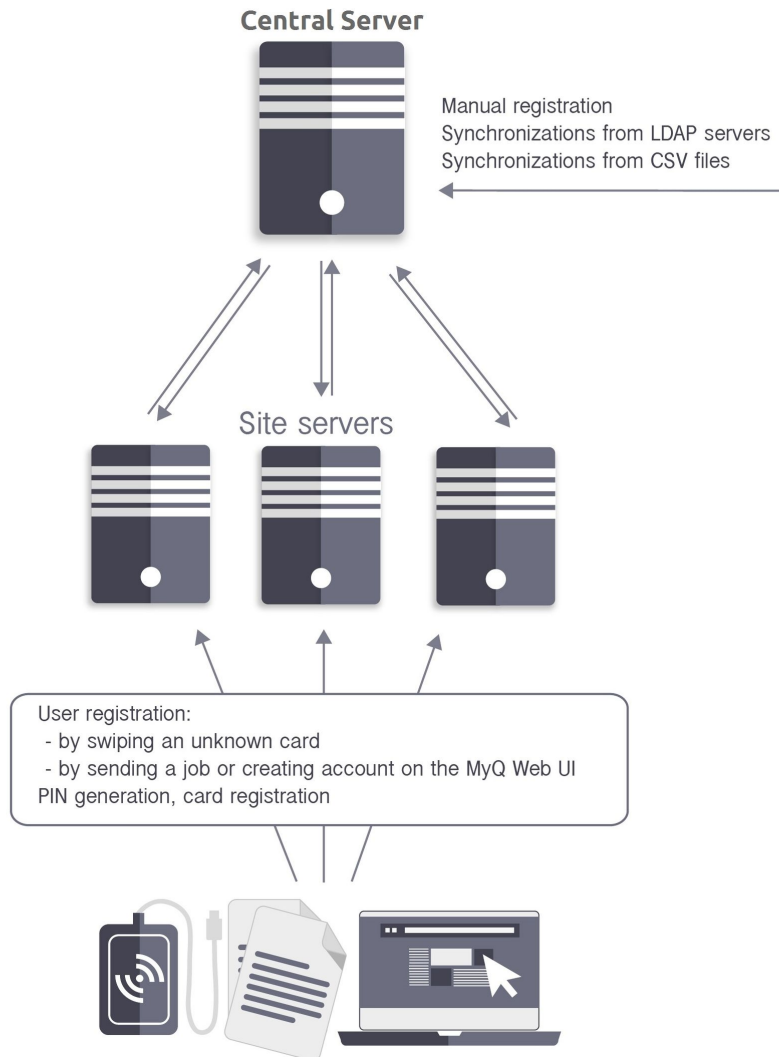 Central Server
Manual registration
Synchronizations from LDAP servers
Synchronizations from CSV files
Site servers
User registration:
- by swiping an unknown card
- by sending a job or creating account on the MyQ Web UI
PIN generation, card registration